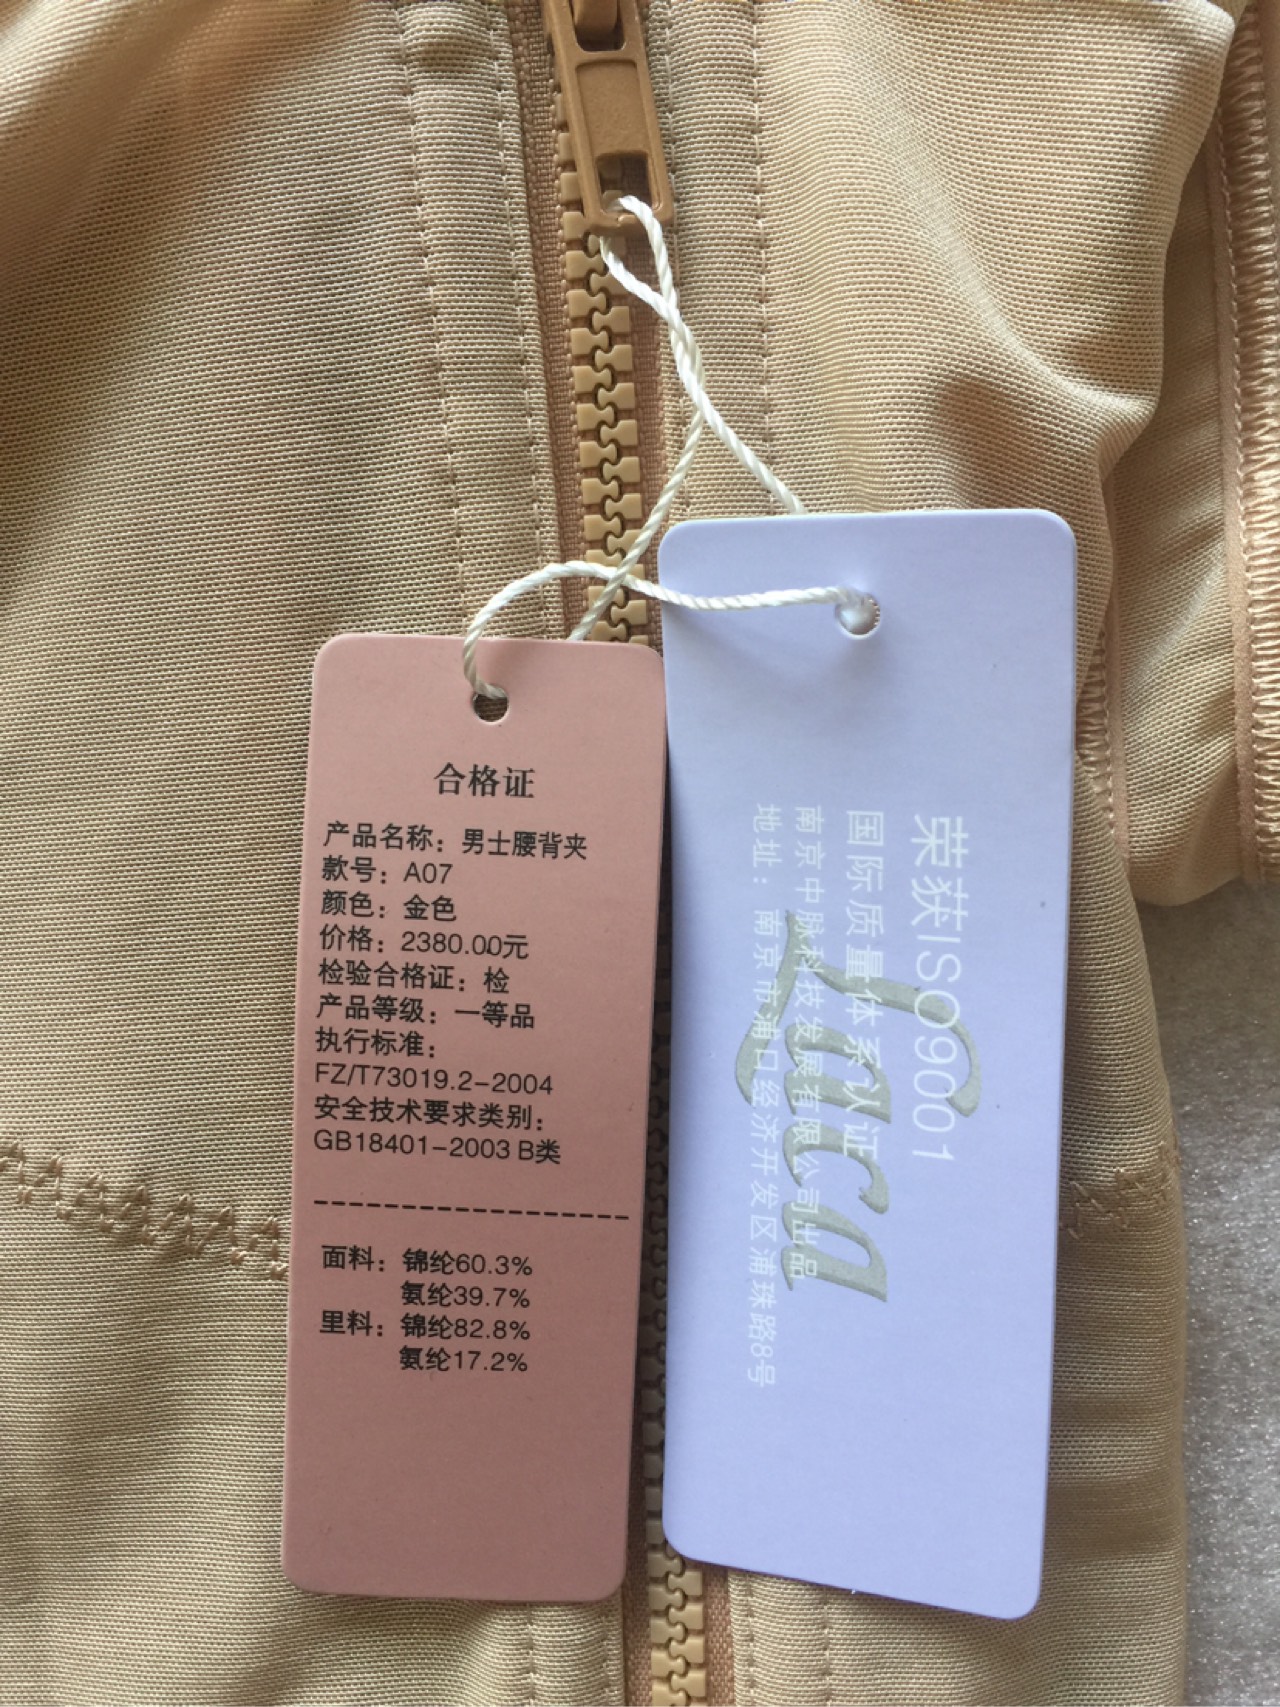 合格证
产品名称：男士腰背夹
款号：A07
颜色：金色
价格：2380.00元
检验合格证：检
产品等级：一等品
执行标准：
FZ/T73019.2-2004
安全技术要求类别：
GB18401-2003 B类
面料：锦纶60.3%
氨纶39.7%
里料：锦纶82.8%
氨纶17.2%
荣获ISO9001
国际质量体系认证
南京中脉科技发展有限公司出品
地址：南京市浦口经济开发区浦珠路8号
Laca